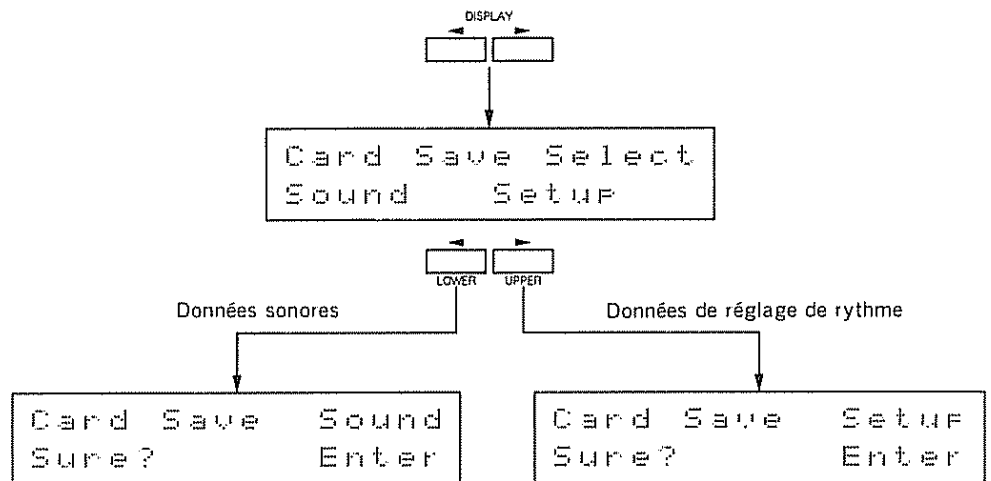 DISPLAY
Card Save Select
Sound Setup
LOWER UPPER
Données sonores
Données de réglage de rythme
Card Save Sound
Sure? Enter
Card Save Setup
Sure? Enter